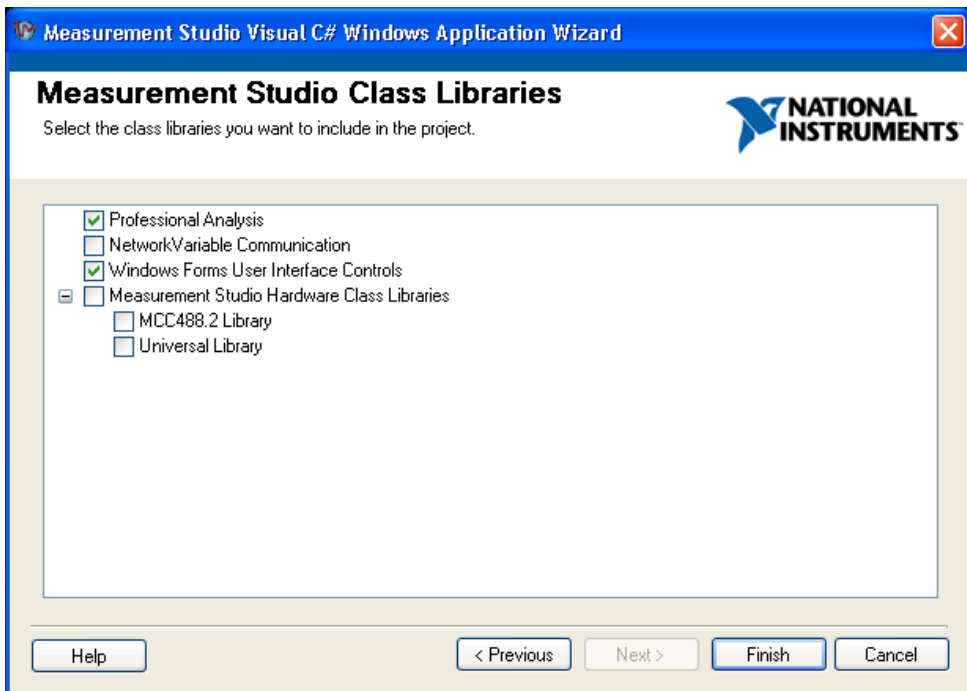 Measurement Studio Visual C# Windows Application Wizard
Measurement Studio Class Libraries
Select the class libraries you want to include in the project.
NATIONAL
INSTRUMENTS
Professional Analysis
NetworkVariable Communication
Windows Forms User Interface Controls
Measurement Studio Hardware Class Libraries
MCC488.2 Library
Universal Library
Help
< Previous
Next >
Finish
Cancel